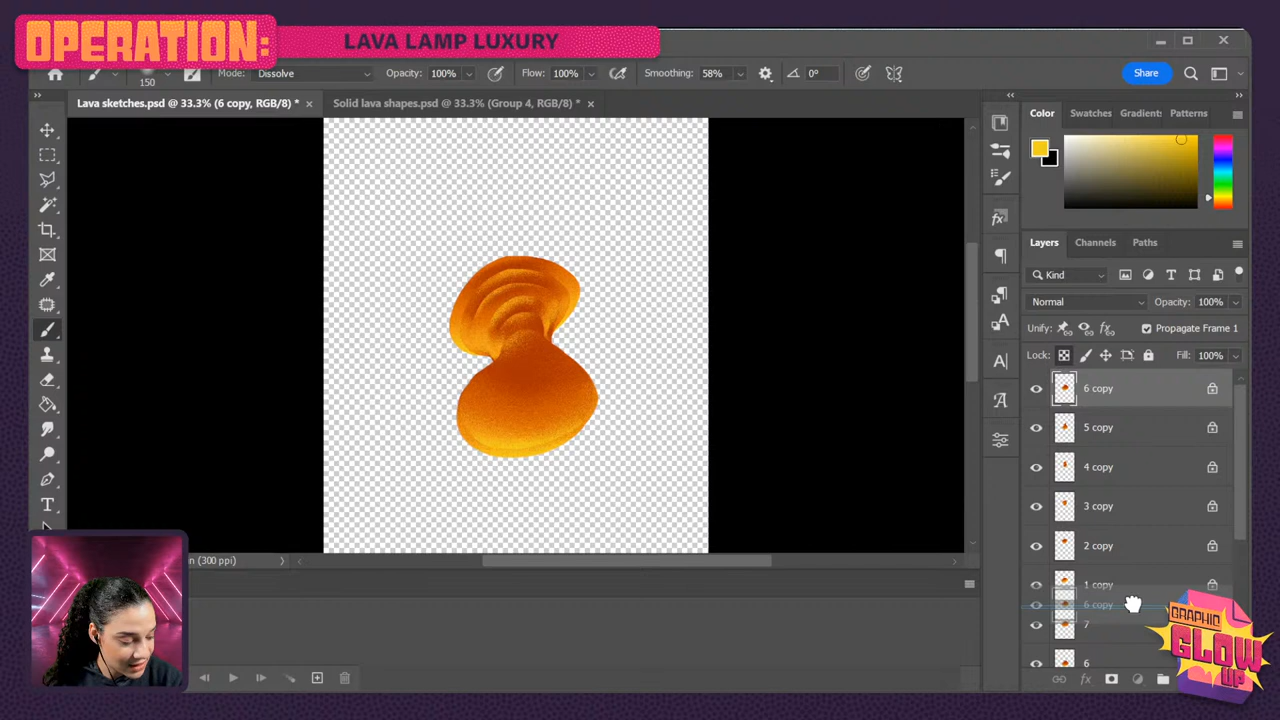 OPERATION:
LAVA LAMP LUXURY
150
Mode: Dissolve
Opacity: 100%
Flow: 100%
Smoothing: 58%
0°
Share
Lava sketches.psd @ 33.3% (6 copy, RGB/8) *
Solid lava shapes.psd @ 33.3% (Group 4, RGB/8) *
Color
Swatches
Gradient:
Patterns
Layers
Channels
Paths
Kind
Normal
Opacity: 100%
Unify:
Propagate Frame 1
Lock:
Fill: 100%
6 copy
5 copy
4 copy
3 copy
2 copy
1 copy
6 copy
7
6
in (300 ppi)
GRAPHIC
GLOW
UP